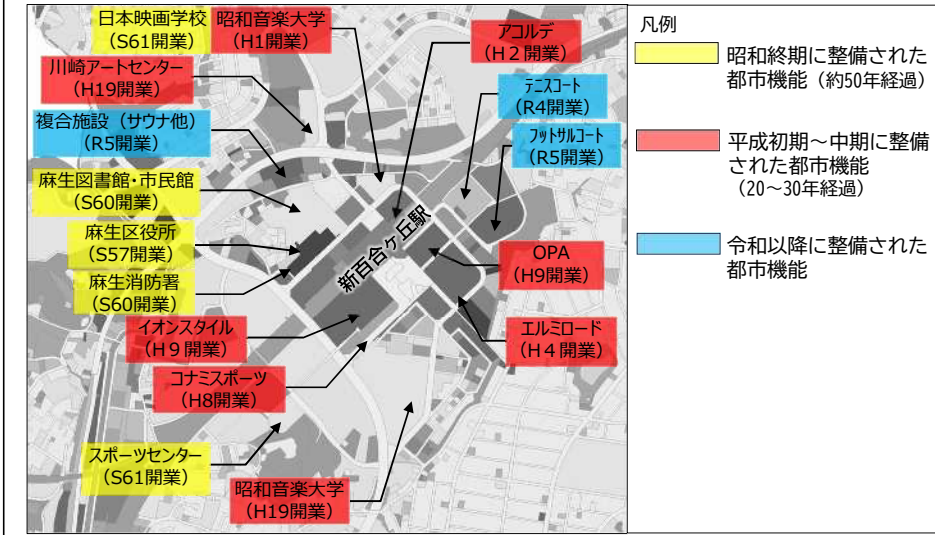 日本映画学校
(S61開業)
昭和音楽大学
(H1開業)
アコルデ
(H2開業)
川崎アートセンター
(H19開業)
テニスコート
(R4開業)
複合施設(サウナ他)
(R5開業)
フットサルコート
(R5開業)
麻生図書館・市民館
(S60開業)
麻生区役所
(S57開業)
新百合ヶ丘駅
OPA
(H9開業)
麻生消防署
(S60開業)
イオンスタイル
(H9開業)
エルミロード
(H4開業)
コナミスポーツ
(H8開業)
スポーツセンター
(S61開業)
昭和音楽大学
(H19開業)
凡例
昭和終期に整備された
都市機能(約50年経過)
平成初期～中期に整備
された都市機能
(20～30年経過)
令和以降に整備された
都市機能